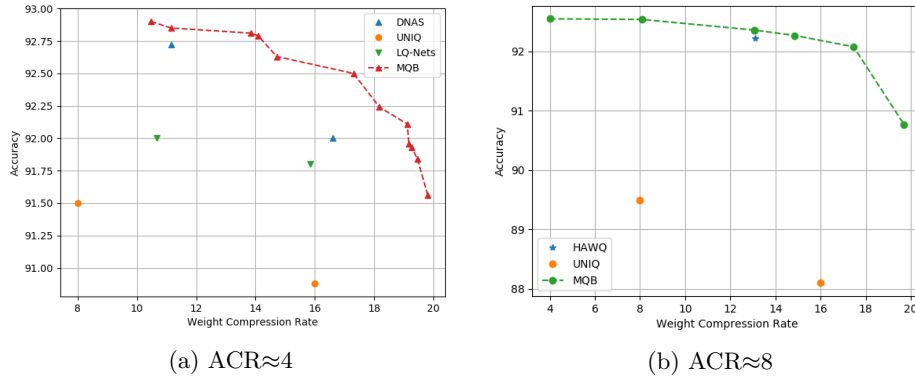 93.00
92.75
92.50
92.25
92.00
91.75
91.50
91.25
91.00
Accuracy
8 10 12 14 16 18 20
Weight Compression Rate
DNAS
UNIQ
LQ-Nets
MQB
(a) ACR≈4
92
91
90
89
88
Accuracy
4 6 8 10 12 14 16 18 20
Weight Compression Rate
HAWQ
UNIQ
MQB
(b) ACR≈8